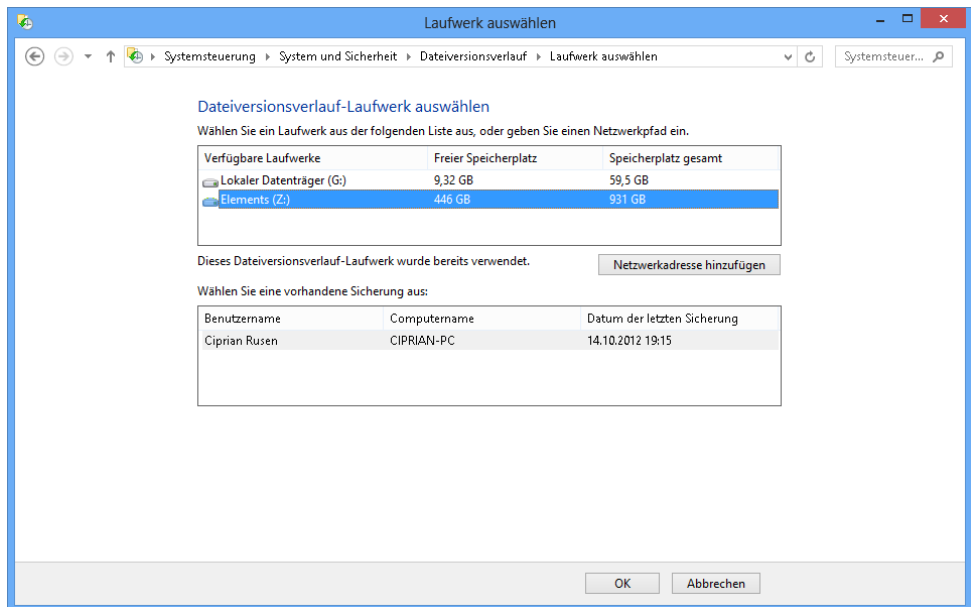 Laufwerk auswählen
Systemsteuerung System und Sicherheit Dateiversionsverlauf Laufwerk auswählen Systemsteuer...
Dateiversionsverlauf-Laufwerk auswählen
Wählen Sie ein Laufwerk aus der folgenden Liste aus, oder geben Sie einen Netzwerkpfad ein.
Verfügbare Laufwerke Freier Speicherplatz Speicherplatz gesamt
Lokaler Datenträger (G:) 9,32 GB 59,5 GB
Elements (Z:) 446 GB 931 GB
Dieses Dateiversionsverlauf-Laufwerk wurde bereits verwendet. Netzwerkadresse hinzufügen
Wählen Sie eine vorhandene Sicherung aus:
Benutzername Computername Datum der letzten Sicherung
Ciprian Rusen CIPRIAN-PC 14.10.2012 19:15
OK Abbrechen